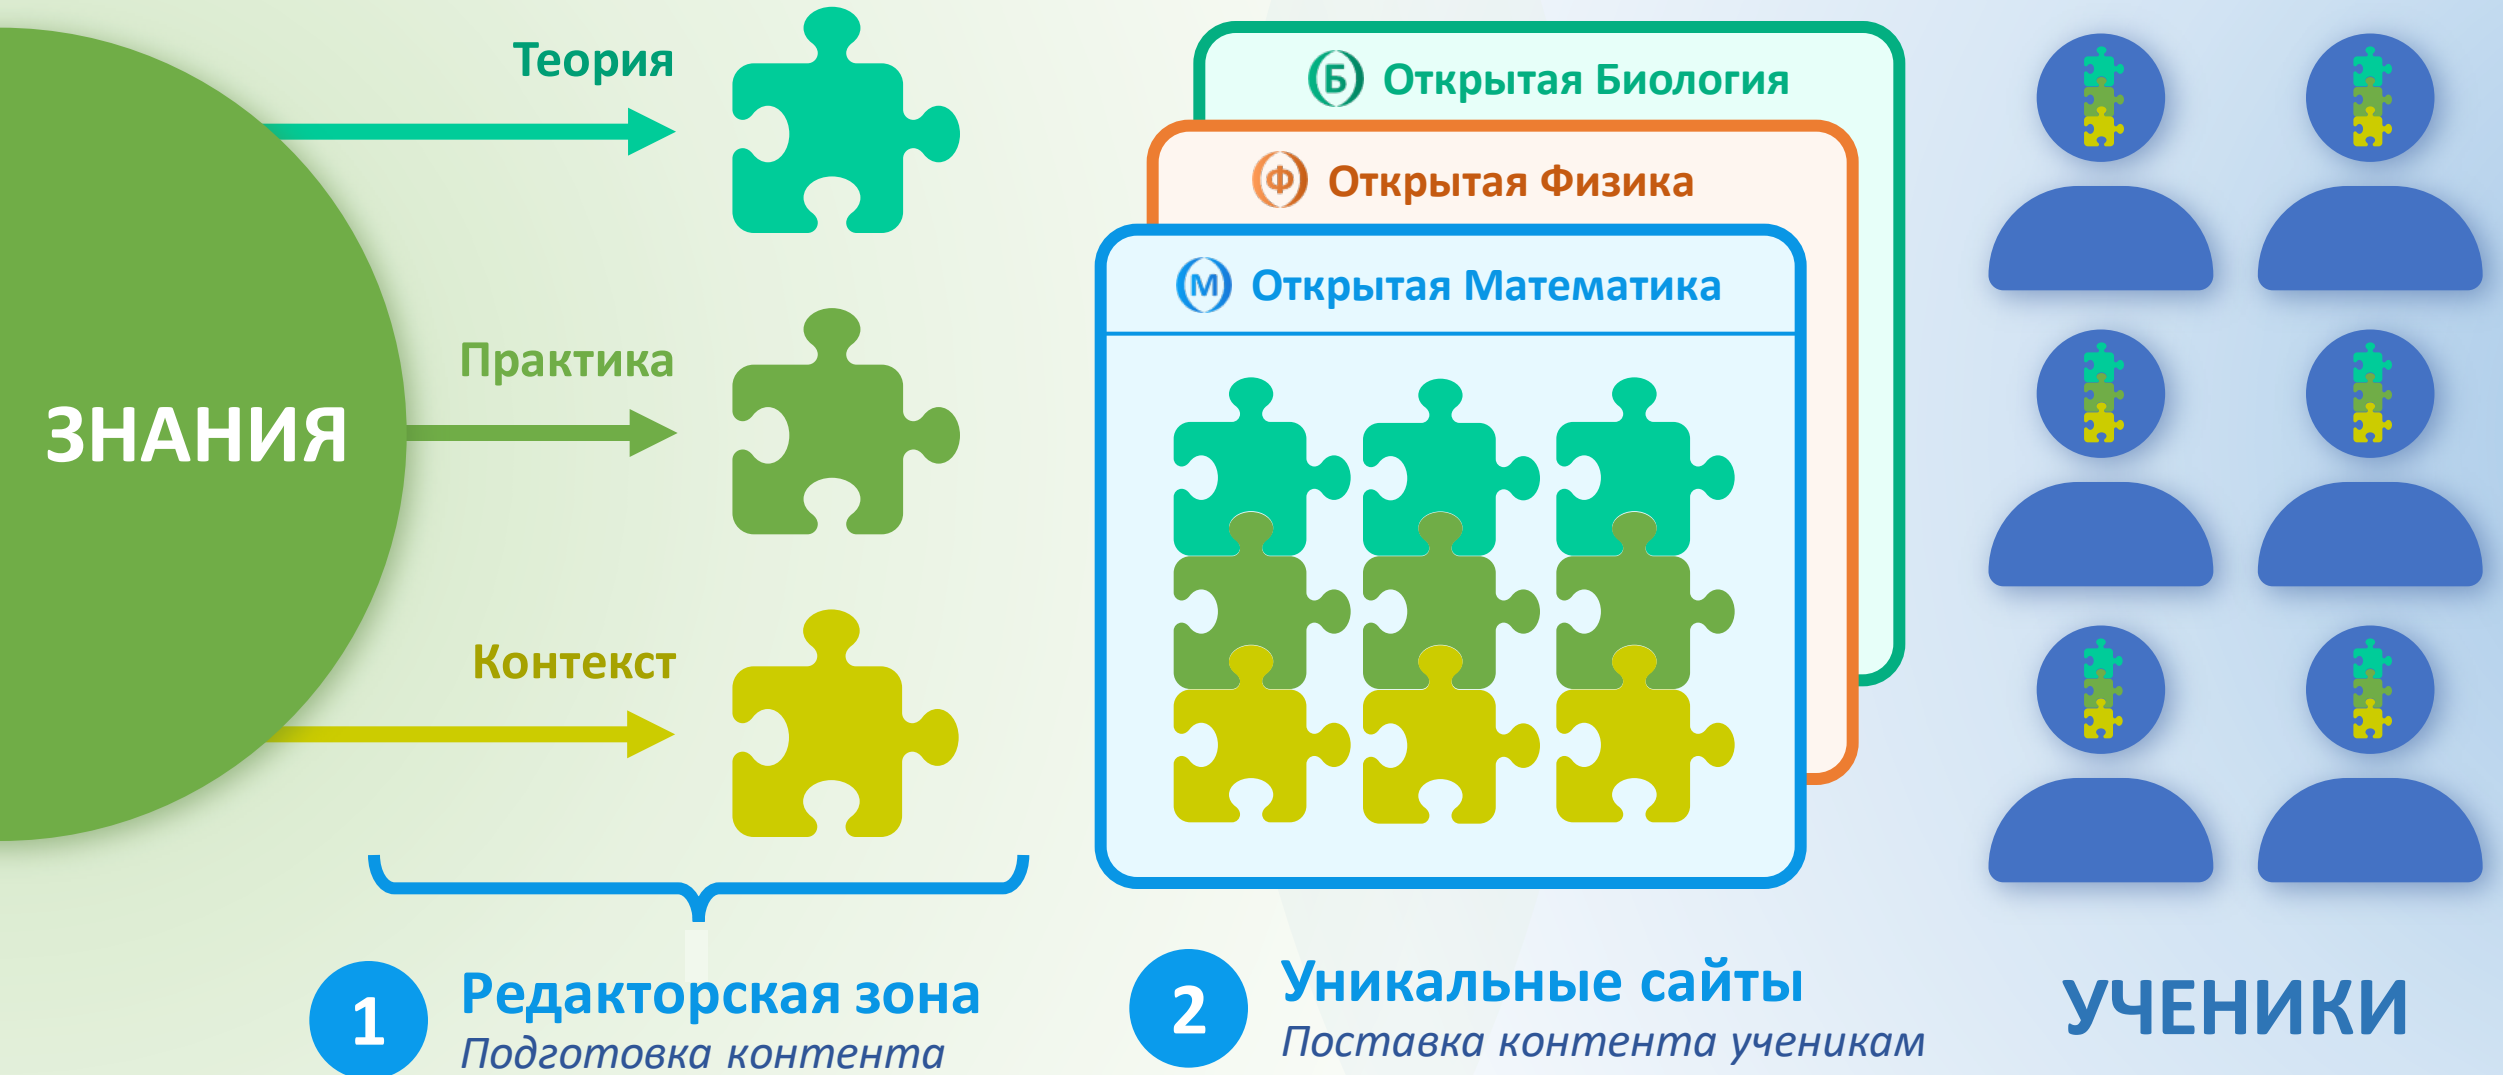 ЗНАНИЯ
Теория
Практика
Контекст
Б Открытая Биология
Ф Открытая Физика
М Открытая Математика
1
Редакторская зона
Подготовка контента
2
Уникальные сайты
Поставка контента ученикам
УЧЕНИКИ